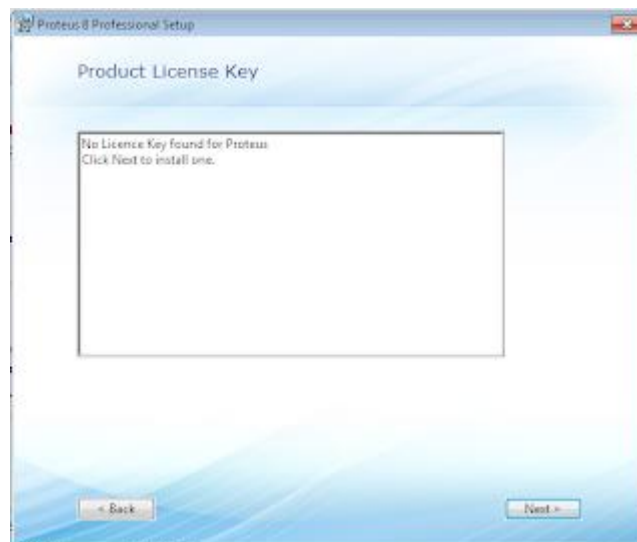 Proteus 8 Professional Setup
Product License Key
No Licence Key found for Proteus
Click Next to install one.
< Back
Next >